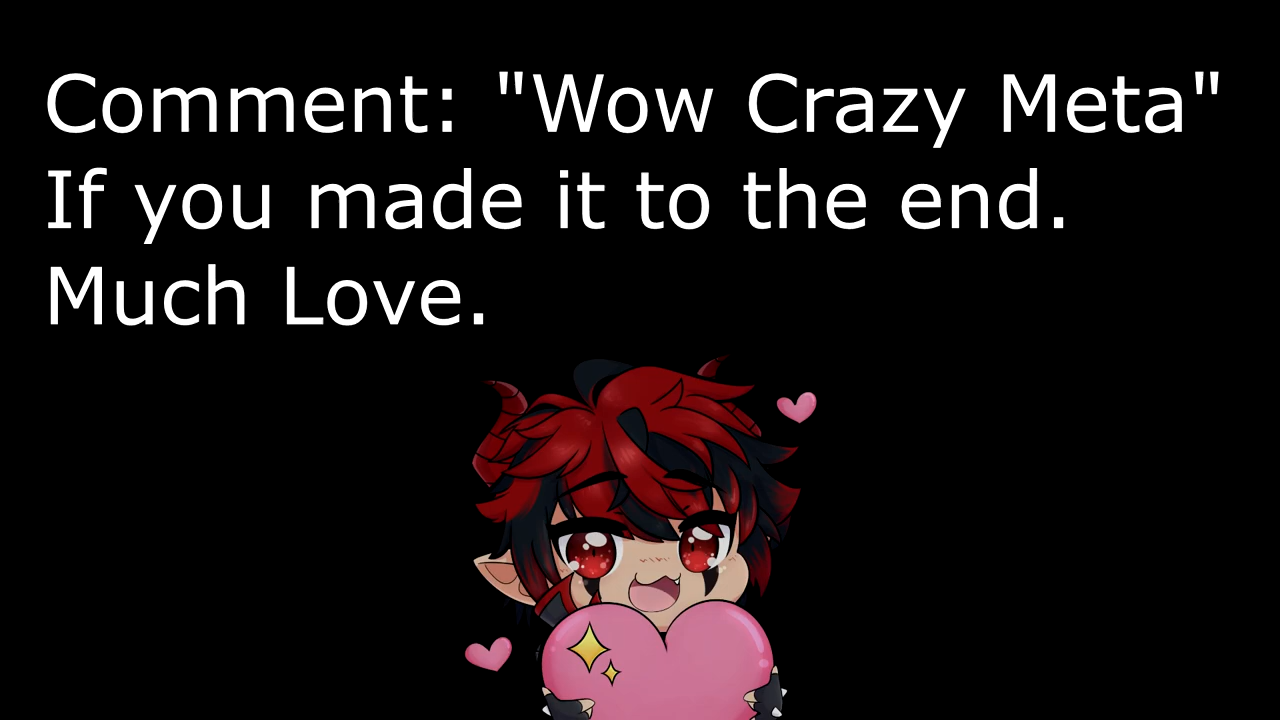 Comment: "Wow Crazy Meta"
If you made it to the end.
Much Love.